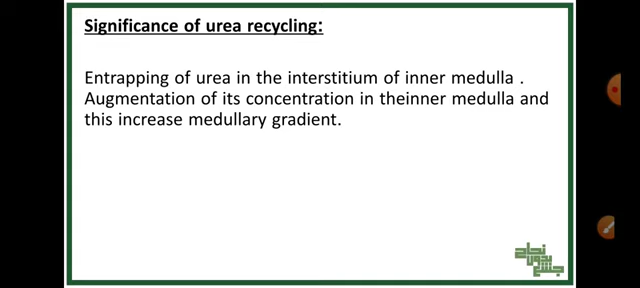 Significance of urea recycling:
Entrapping of urea in the interstitium of inner medulla .
Augmentation of its concentration in theinner medulla and
this increase medullary gradient.